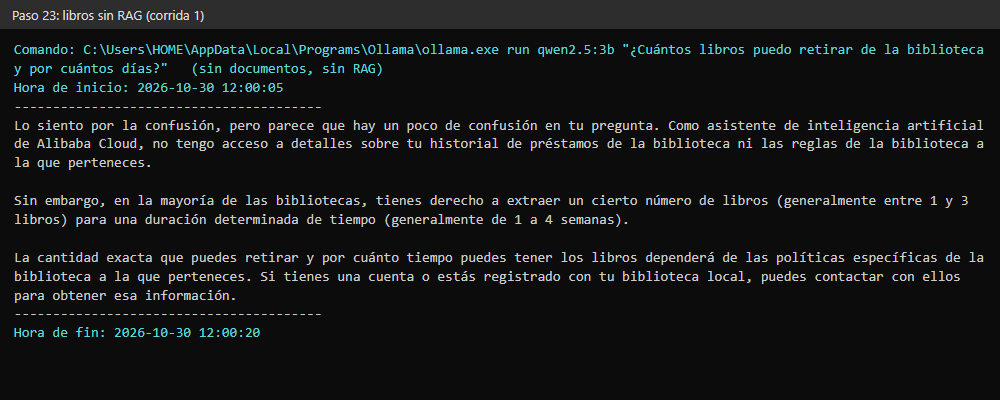 Paso 23: libros sin RAG (corrida 1)
Comando: C:\Users\HOME\AppData\Local\Programs\Ollama\ollama.exe run qwen2.5:3b "¿Cuántos libros puedo retirar de la biblioteca
y por cuántos días?"   (sin documentos, sin RAG)
Hora de inicio: 2026-10-30 12:00:05
----------------------------------------
Lo siento por la confusión, pero parece que hay un poco de confusión en tu pregunta. Como asistente de inteligencia artificial
de Alibaba Cloud, no tengo acceso a detalles sobre tu historial de préstamos de la biblioteca ni las reglas de la biblioteca a
la que perteneces.
Sin embargo, en la mayoría de las bibliotecas, tienes derecho a extraer un cierto número de libros (generalmente entre 1 y 3
libros) para una duración determinada de tiempo (generalmente de 1 a 4 semanas).
La cantidad exacta que puedes retirar y por cuánto tiempo puedes tener los libros dependerá de las políticas específicas de la
biblioteca a la que perteneces. Si tienes una cuenta o estás registrado con tu biblioteca local, puedes contactar con ellos
para obtener esa información.
----------------------------------------
Hora de fin: 2026-10-30 12:00:20